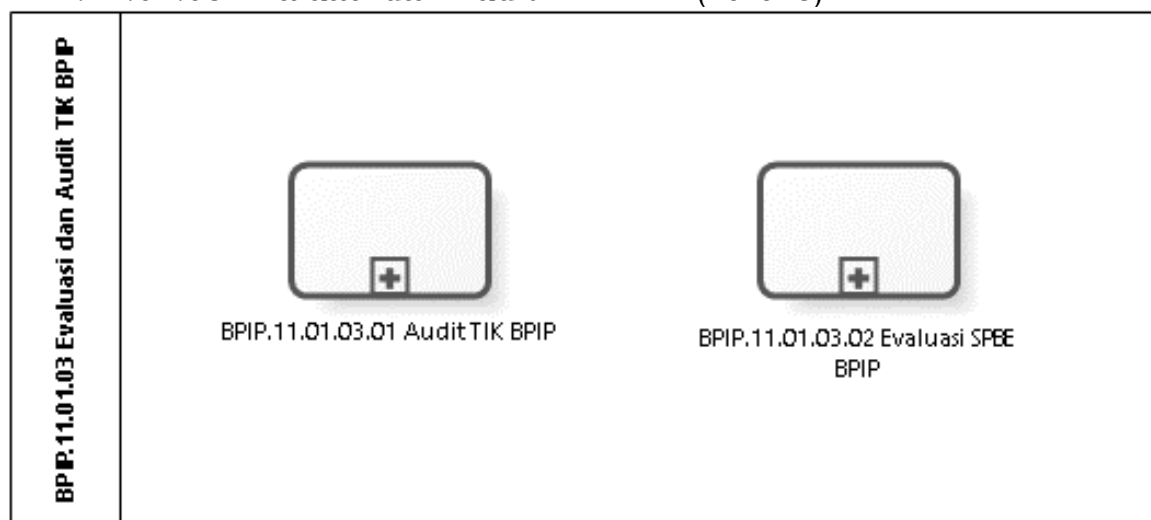 BPIP.11.01.03 Evaluasi dan Audit TIK BPIP
BPIP.11.01.03.01 Audit TIK BPIP
BPIP.11.01.03.02 Evaluasi SPBE
BPIP